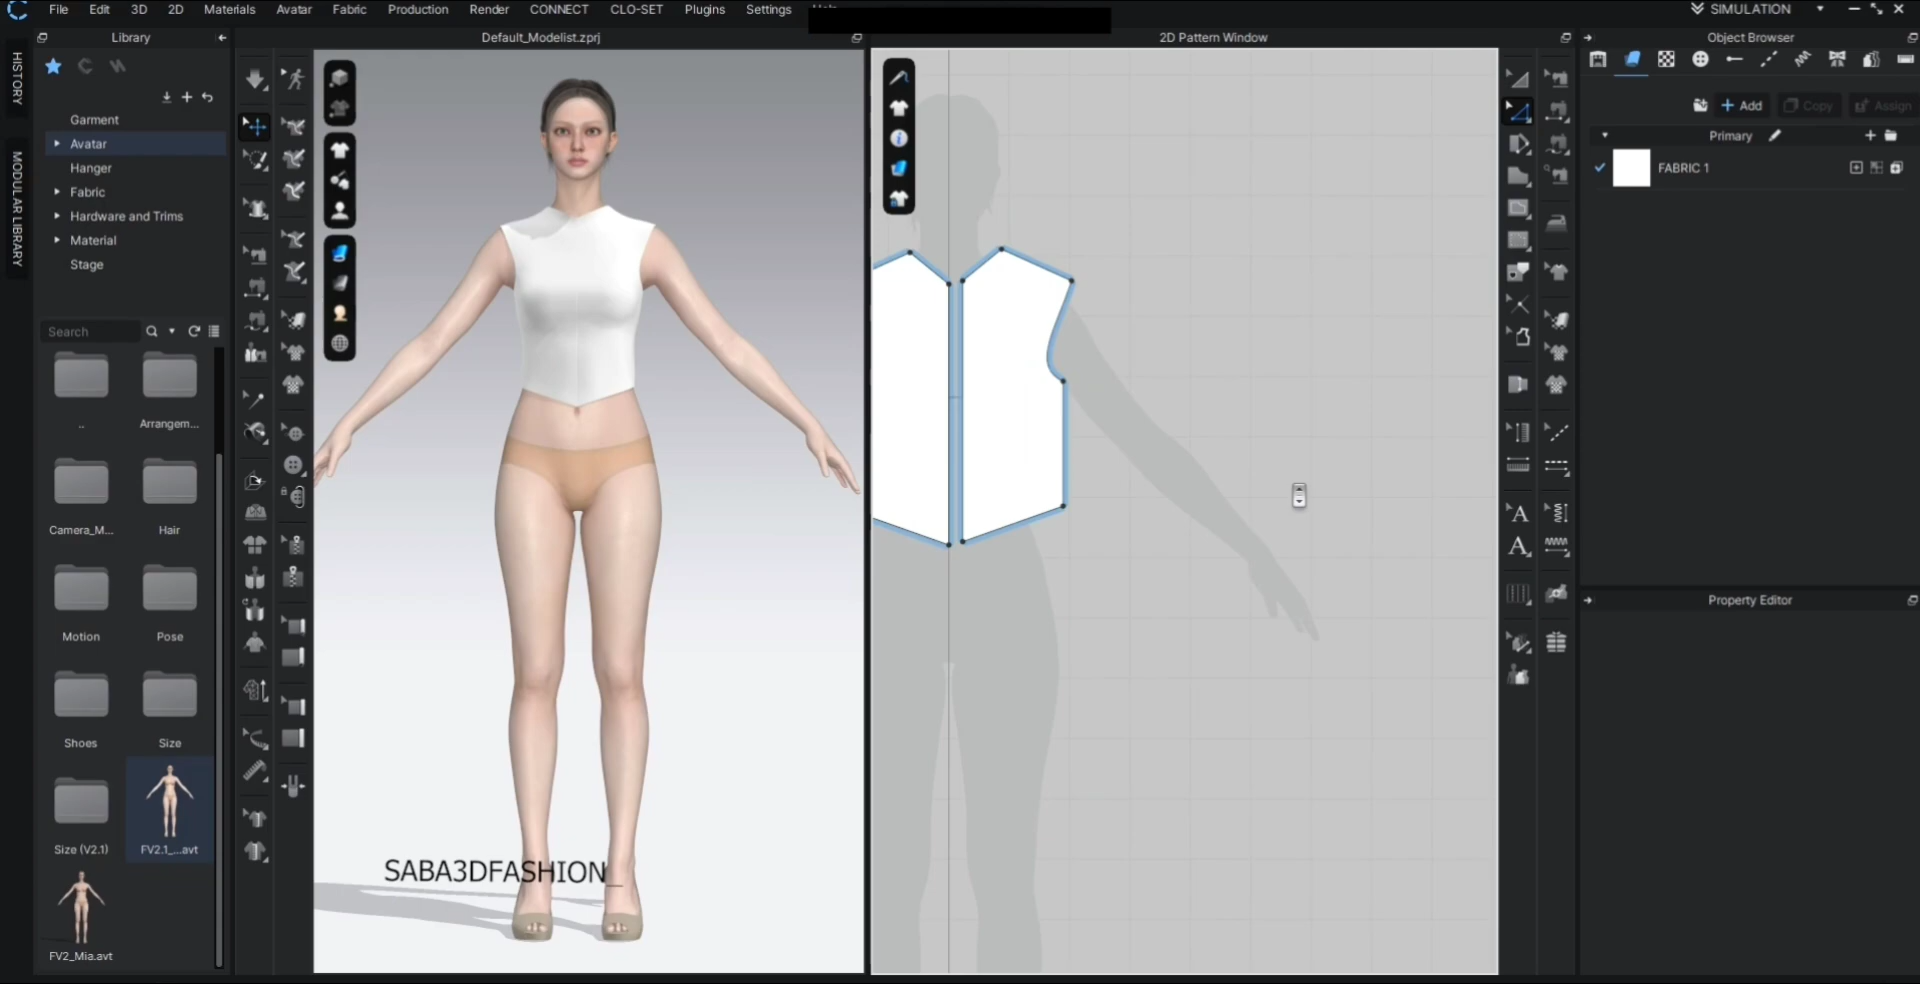 File Edit 3D 2D Materials Avatar Fabric Production Render CONNECT CLO-SET Plugins Settings
SIMULATION
Library
Default_Modelist.zprj
2D Pattern Window
Object Browser
HISTORY
MODULAR LIBRARY
Garment
Avatar
Hanger
Fabric
Hardware and Trims
Material
Stage
Search
..
Arrangem...
Camera_M...
Hair
Motion
Pose
Shoes
Size
Size (V2.1)
FV2.1_...avt
FV2_Mia.avt
SABA3DFASHION_
A
A
Add
Copy
Assign
Primary
FABRIC 1
Property Editor